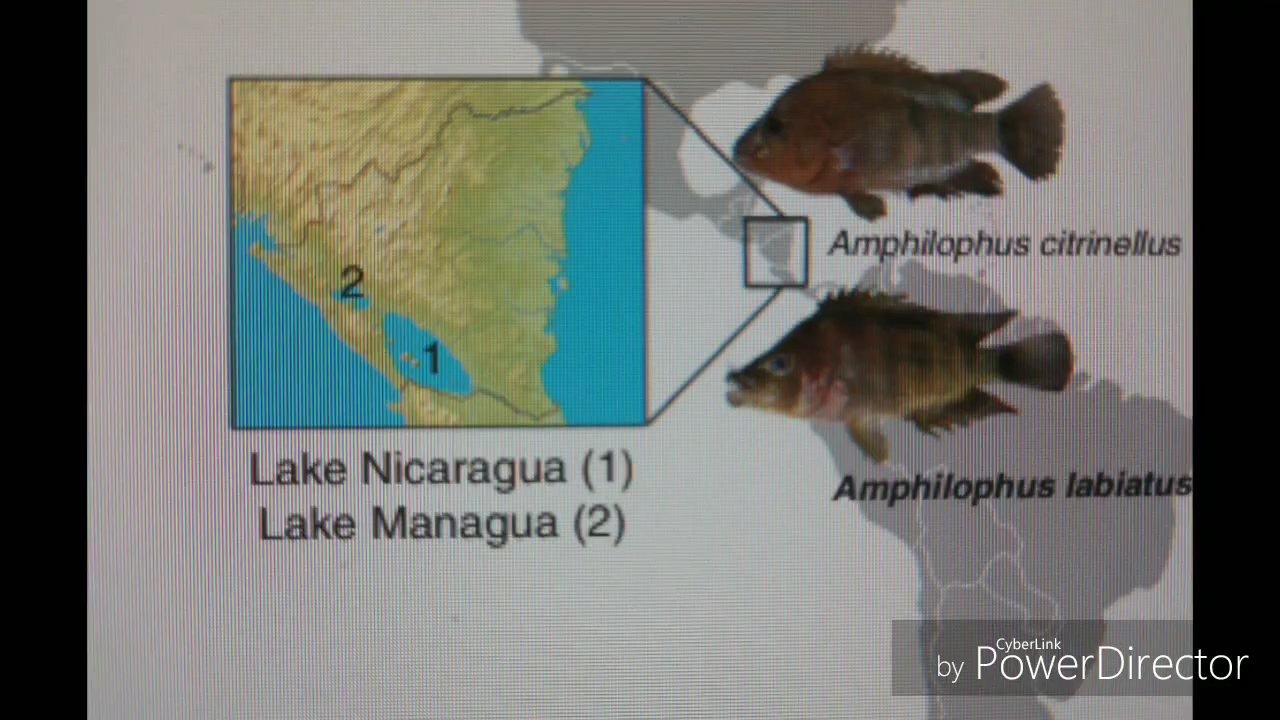 2
1
Lake Nicaragua (1)
Lake Managua (2)
Amphilophus citrinellus
Amphilophus labiatus
CyberLink
by PowerDirector